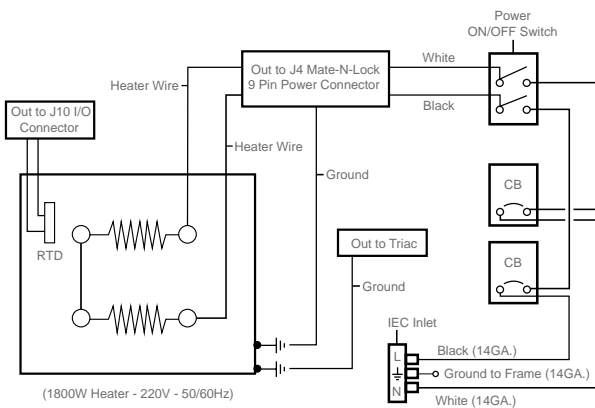 Power
ON/OFF Switch
White
Out to J4 Mate-N-Lock
9 Pin Power Connector
Heater Wire
Black
Out to J10 I/O
Connector
Heater Wire
Ground
CB
RTD
Out to Triac
CB
Ground
IEC Inlet
L
Black (14GA.)
Ground to Frame (14GA.)
N
White (14GA.)
(1800W Heater - 220V - 50/60Hz)